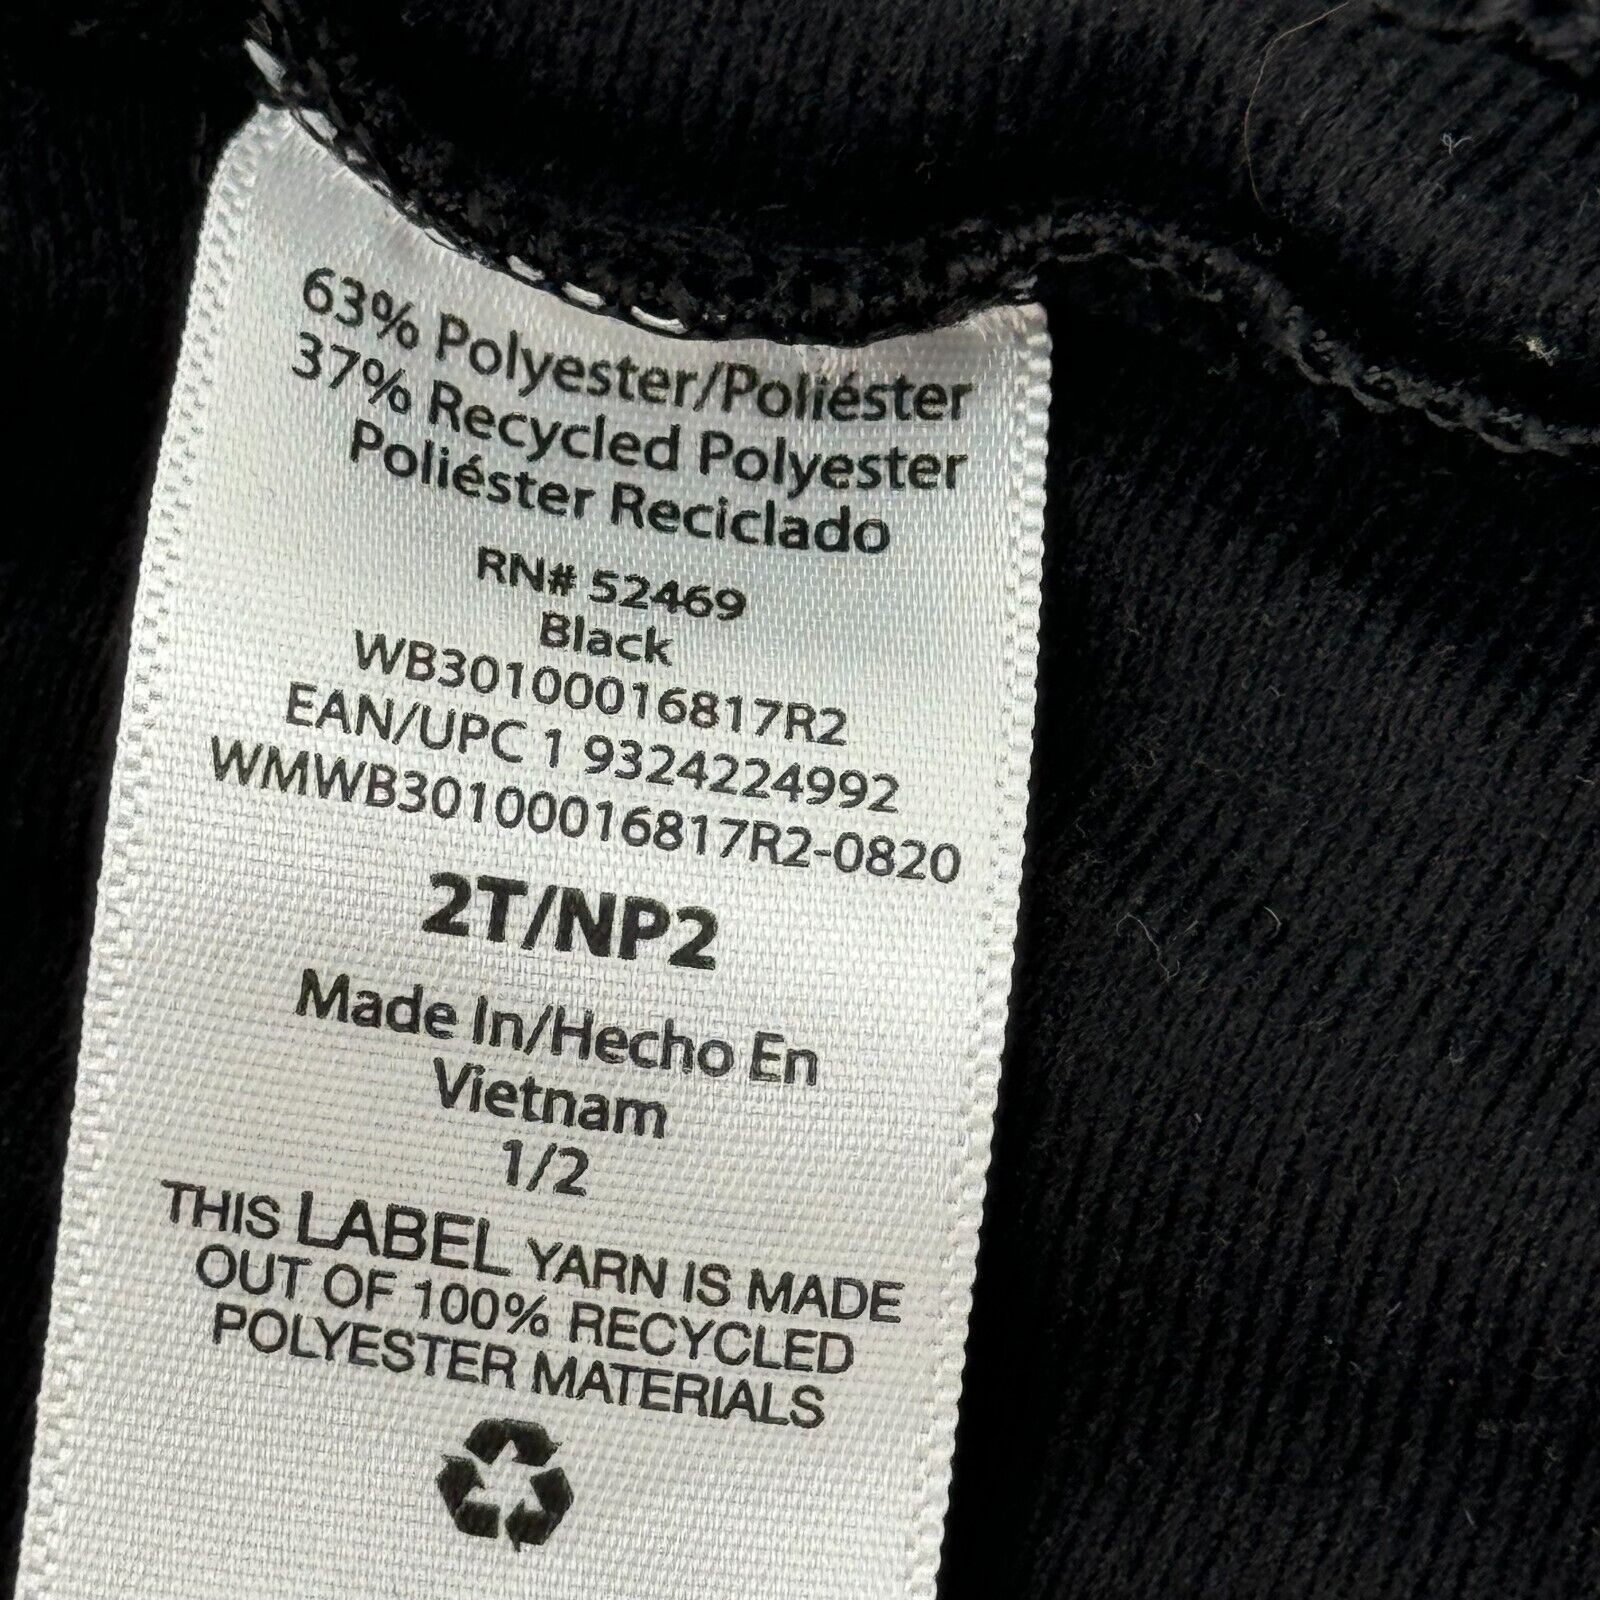 63% Polyester/Poliéster
37% Recycled Polyester
Poliéster Reciclado
RN# 52469
Black
WB30100016817R2
EAN/UPC 1 9324224992
WMWB30100016817R2-0820
2T/NP2
Made In/Hecho En
Vietnam
1/2
THIS LABEL YARN IS MADE
OUT OF 100% RECYCLED
POLYESTER MATERIALS